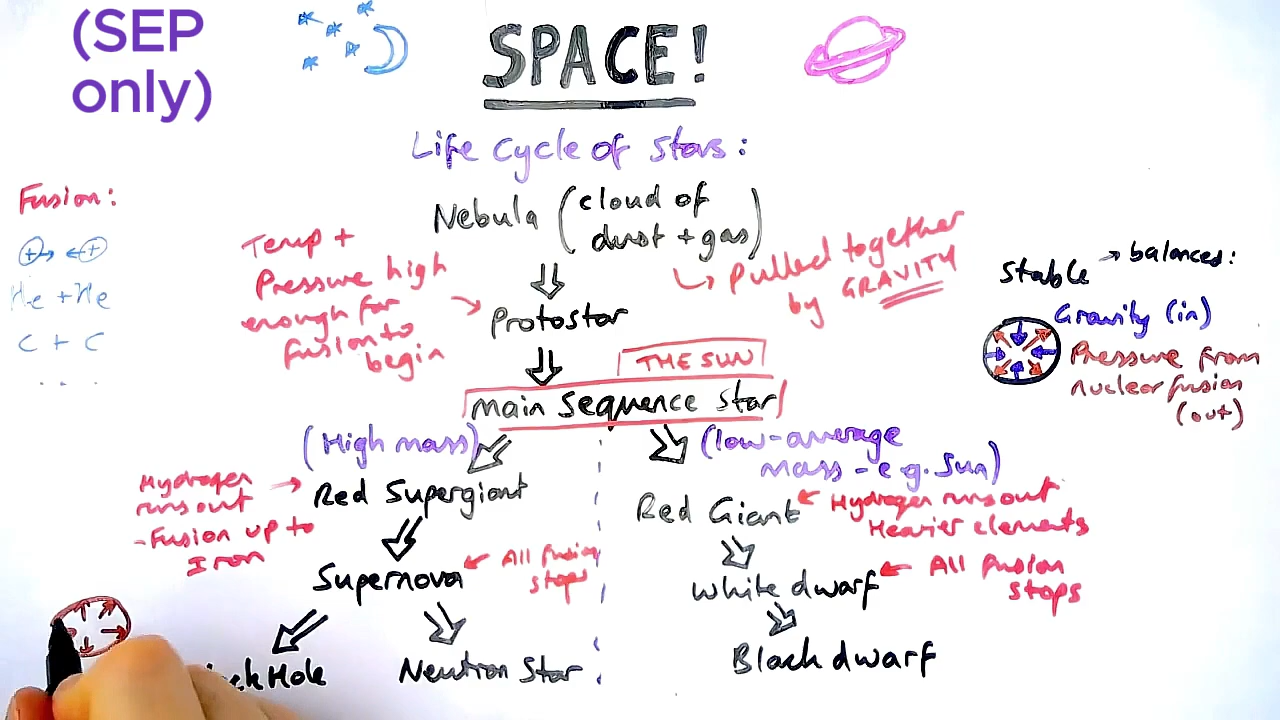 (SEP
only)
SPACE!
Life Cycle of Stars:
Nebula (cloud of
dust + gas)
↳ Pulled together
by GRAVITY
Fusion:
+ → ← +
He + He
C + C
....
Temp +
Pressure high
enough for
fusion to
begin
→ Protostar
Stable → balanced:
Gravity (in)
Pressure from
nuclear fusion
(out)
THE SUN
Main Sequence Star
(High mass)
(low-average
mass - e.g. Sun)
Hydrogen
runs out
- Fusion up to
Iron
→ Red Supergiant
Red Giant
← Hydrogen runs out
Heavier elements
Supernova
← All fusion
stops
White dwarf
← All fusion
stops
Hole
Neutron Star
Black dwarf